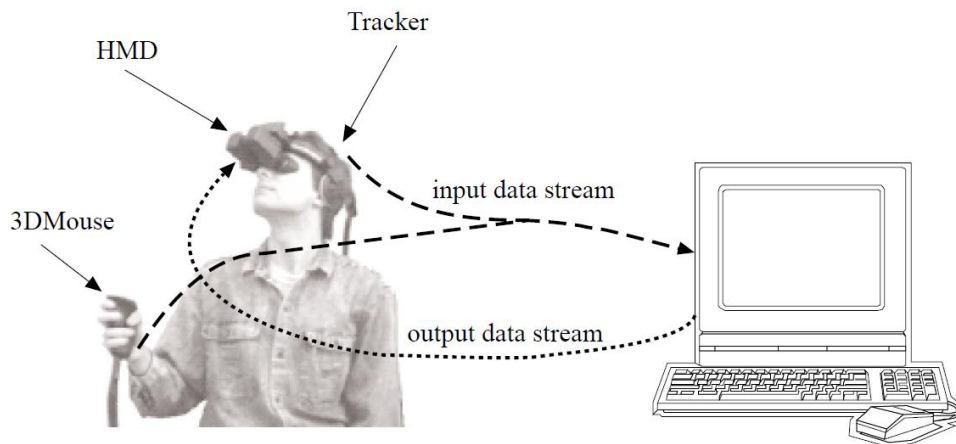 Tracker
HMD
input data stream
3DMouse
output data stream